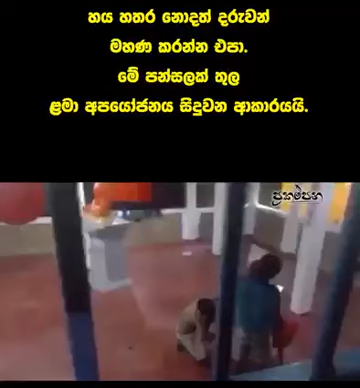 හය හතර නොදත් දරුවන්
මහණ කරන්න එපා.
මේ පන්සලක් තුල
ළමා අපයෝජනය සිදුවන ආකාරයයි.
ප්‍රකම්පන